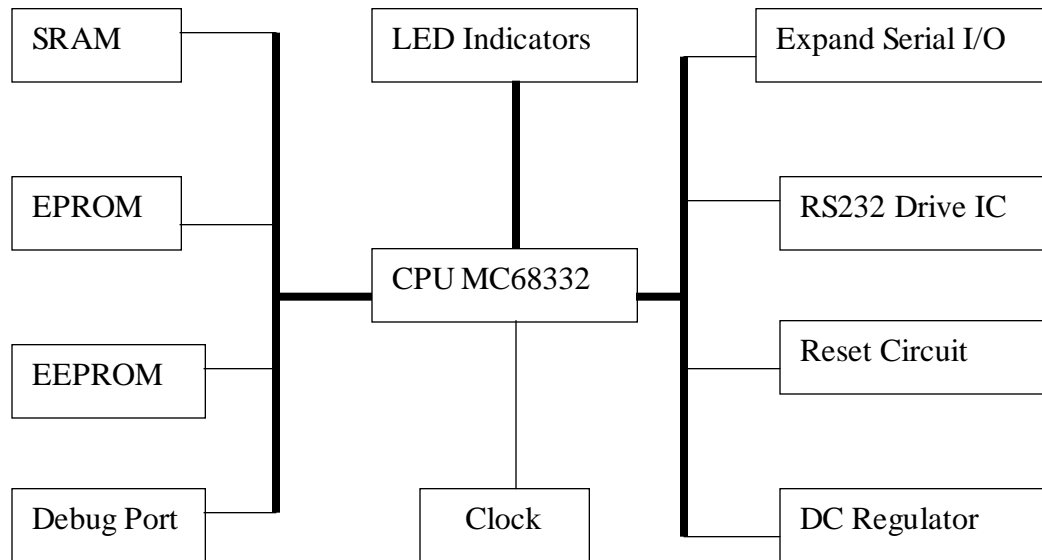 SRAM
LED Indicators
Expand Serial I/O
EPROM
RS232 Drive IC
CPU MC68332
EEPROM
Reset Circuit
Debug Port
Clock
DC Regulator